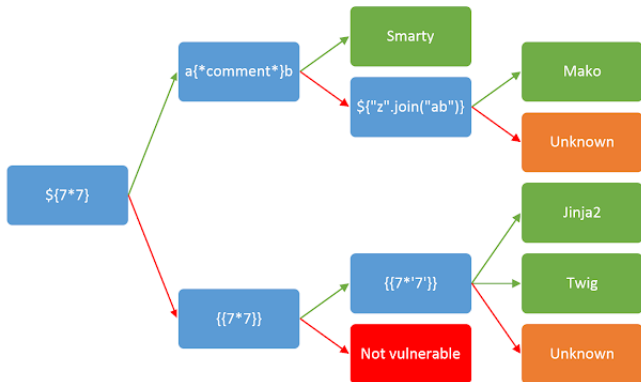 Smarty
a{*comment*}b
Mako
${"z".join("ab")}
Unknown
${7*7}
Jinja2
{{7*7}}
{{7*'7'}}
Twig
Not vulnerable
Unknown